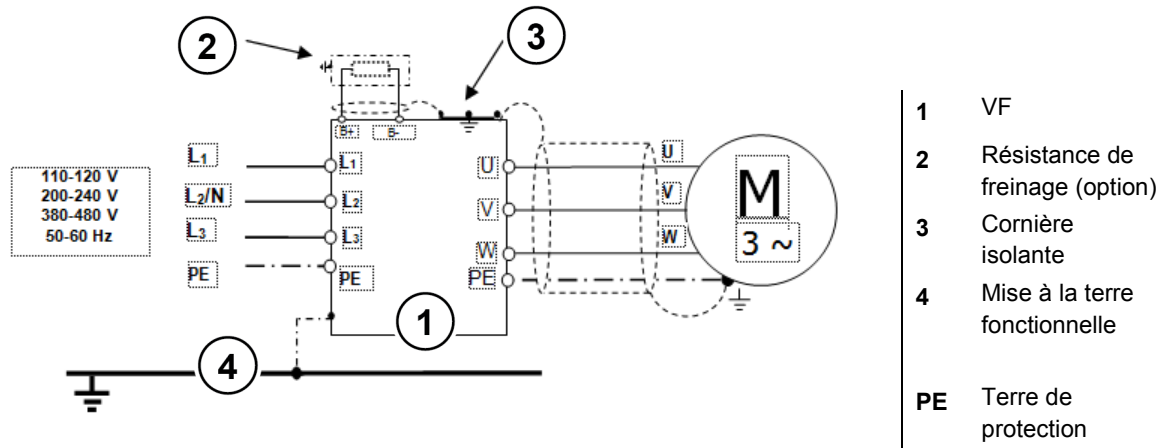 2
3
B+
B-
110-120 V
200-240 V
380-480 V
50-60 Hz
L1
L2/N
L3
PE
L1
L2
L3
PE
U
V
W
PE
U
V
W
M
3 ~
1
4
1 VF
2 Résistance de
freinage (option)
3 Cornière
isolante
4 Mise à la terre
fonctionnelle
PE Terre de
protection